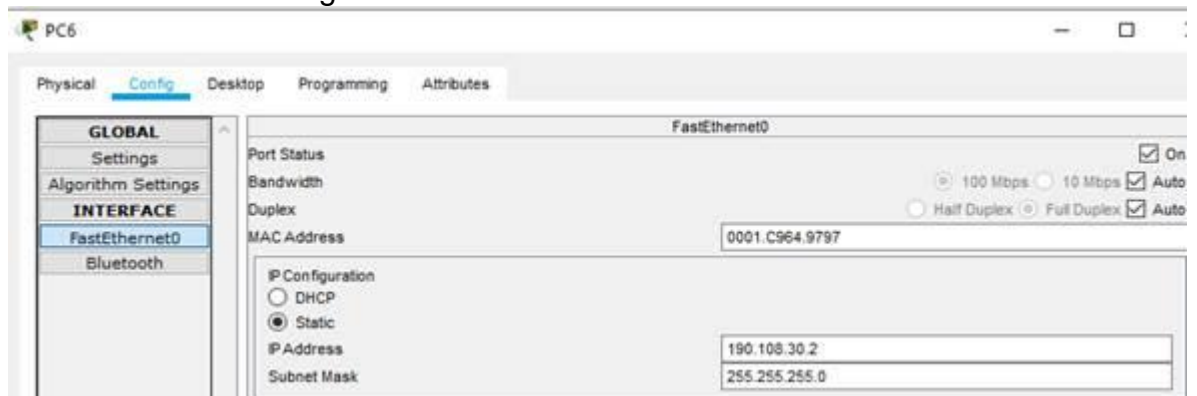 PC6
Physical Config Desktop Programming Attributes
GLOBAL
Settings
Algorithm Settings
INTERFACE
FastEthernet0
Bluetooth
FastEthernet0
Port Status On
Bandwidth 100 Mbps 10 Mbps Auto
Duplex Half Duplex Full Duplex Auto
MAC Address 0001.C964.9797
IP Configuration
DHCP
Static
IP Address 190.108.30.2
Subnet Mask 255.255.255.0